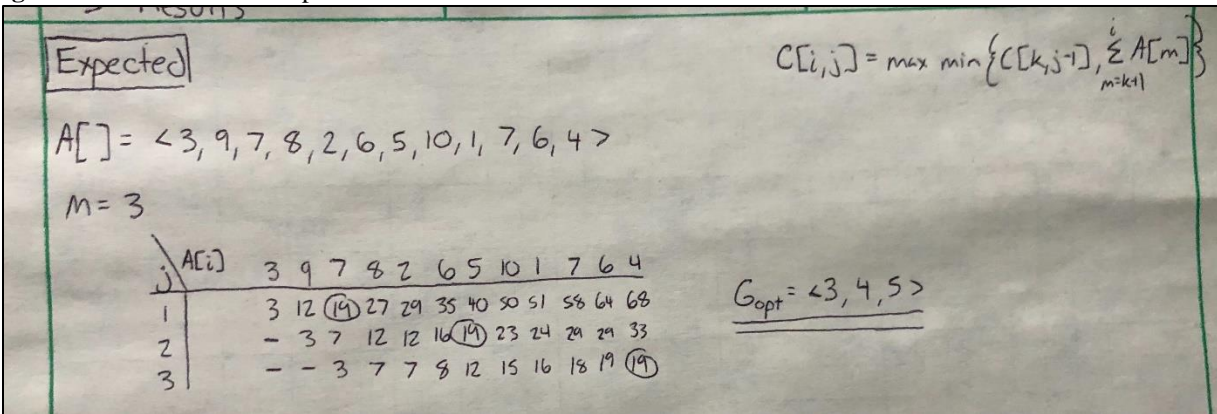 Expected
C[i,j] = max min{C[k,j-1], i Σ m=k+1 A[m]}
A[ ] = <3, 9, 7, 8, 2, 6, 5, 10, 1, 7, 6, 4>
M = 3
j A[i] 3 9 7 8 2 6 5 10 1 7 6 4
1 3 12 19 27 29 35 40 50 51 58 64 68
2 - 3 7 12 12 16 19 23 24 29 29 33
3 - - 3 7 7 8 12 15 16 18 19 19
Gopt = <3, 4, 5>